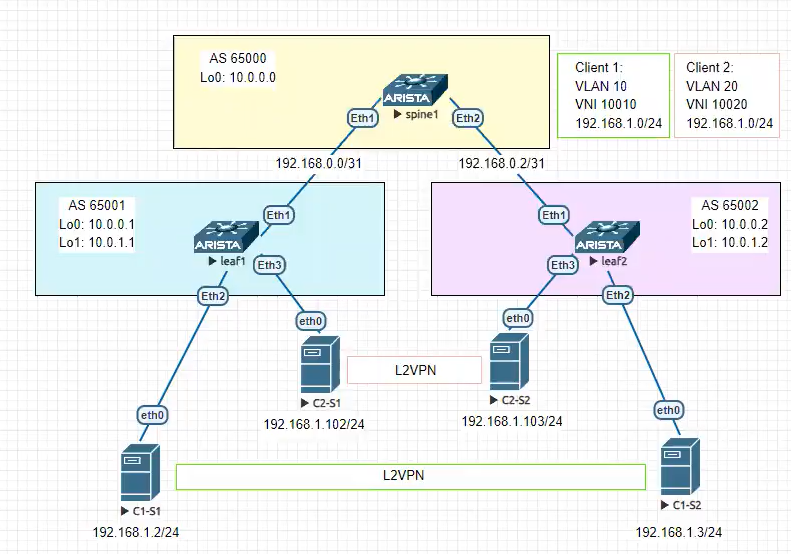 AS 65000
Lo0: 10.0.0.0
ARISTA
spine1
Eth1
Eth2
Client 1:
VLAN 10
VNI 10010
192.168.1.0/24
Client 2:
VLAN 20
VNI 10020
192.168.1.0/24
192.168.0.0/31
192.168.0.2/31
AS 65001
Lo0: 10.0.0.1
Lo1: 10.0.1.1
Eth1
ARISTA
leaf1
Eth3
Eth2
AS 65002
Lo0: 10.0.0.2
Lo1: 10.0.1.2
Eth1
ARISTA
leaf2
Eth3
Eth2
eth0
eth0
L2VPN
C2-S1
192.168.1.102/24
C2-S2
192.168.1.103/24
eth0
eth0
L2VPN
C1-S1
192.168.1.2/24
C1-S2
192.168.1.3/24